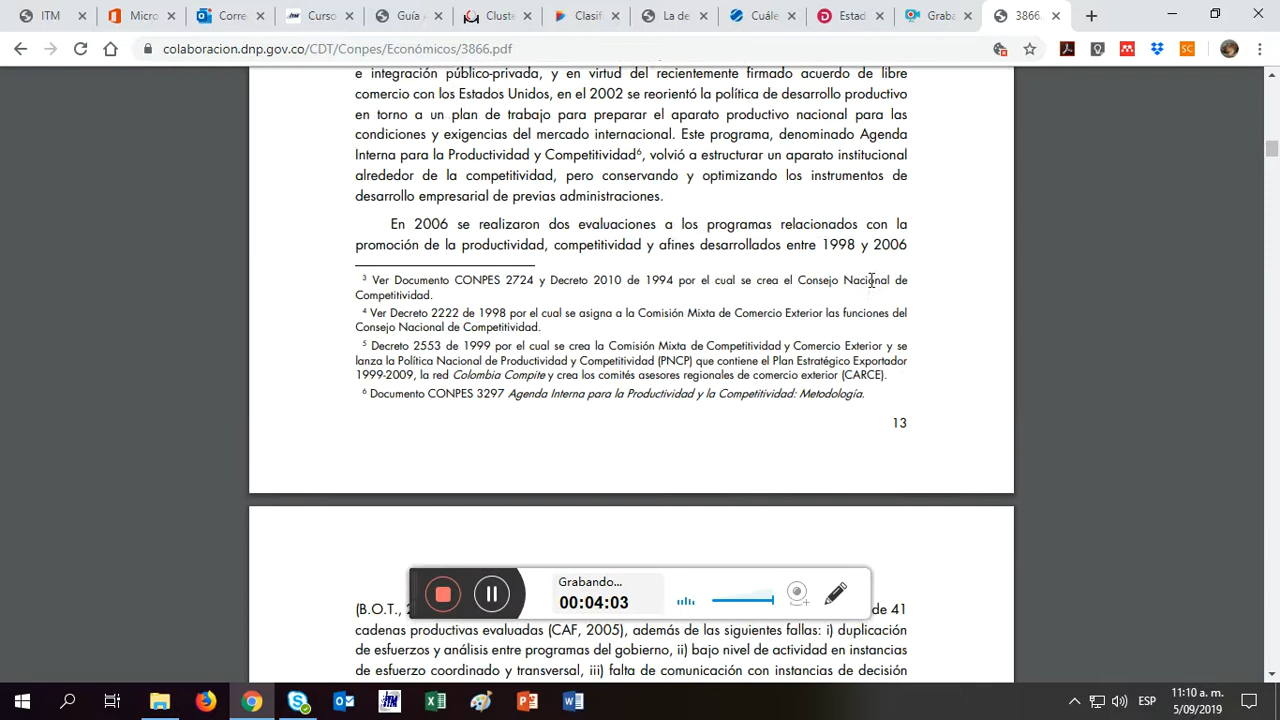 ITM
Micro
Corre
Curso
Guía A
Cluste
Clasifi
La de
Cuále
Estad
Graba
3866.
colaboracion.dnp.gov.co/CDT/Conpes/Económicos/3866.pdf
e integración público-privada, y en virtud del recientemente firmado acuerdo de libre
comercio con los Estados Unidos, en el 2002 se reorientó la política de desarrollo productivo
en torno a un plan de trabajo para preparar el aparato productivo nacional para las
condiciones y exigencias del mercado internacional. Este programa, denominado Agenda
Interna para la Productividad y Competitividad⁶, volvió a estructurar un aparato institucional
alrededor de la competitividad, pero conservando y optimizando los instrumentos de
desarrollo empresarial de previas administraciones.
En 2006 se realizaron dos evaluaciones a los programas relacionados con la
promoción de la productividad, competitividad y afines desarrollados entre 1998 y 2006
³ Ver Documento CONPES 2724 y Decreto 2010 de 1994 por el cual se crea el Consejo Nacional de
Competitividad.
⁴ Ver Decreto 2222 de 1998 por el cual se asigna a la Comisión Mixta de Comercio Exterior las funciones del
Consejo Nacional de Competitividad.
⁵ Decreto 2553 de 1999 por el cual se crea la Comisión Mixta de Competitividad y Comercio Exterior y se
lanza la Política Nacional de Productividad y Competitividad (PNCP) que contiene el Plan Estratégico Exportador
1999-2009, la red Colombia Compite y crea los comités asesores regionales de comercio exterior (CARCE).
⁶ Documento CONPES 3297 Agenda Interna para la Productividad y la Competitividad: Metodología.
13
Grabando...
00:04:03
(B.O.T., de 41
cadenas productivas evaluadas (CAF, 2005), además de las siguientes fallas: i) duplicación
de esfuerzos y análisis entre programas del gobierno, ii) bajo nivel de actividad en instancias
de esfuerzo coordinado y transversal, iii) falta de comunicación con instancias de decisión
ESP
11:10 a. m.
5/09/2019